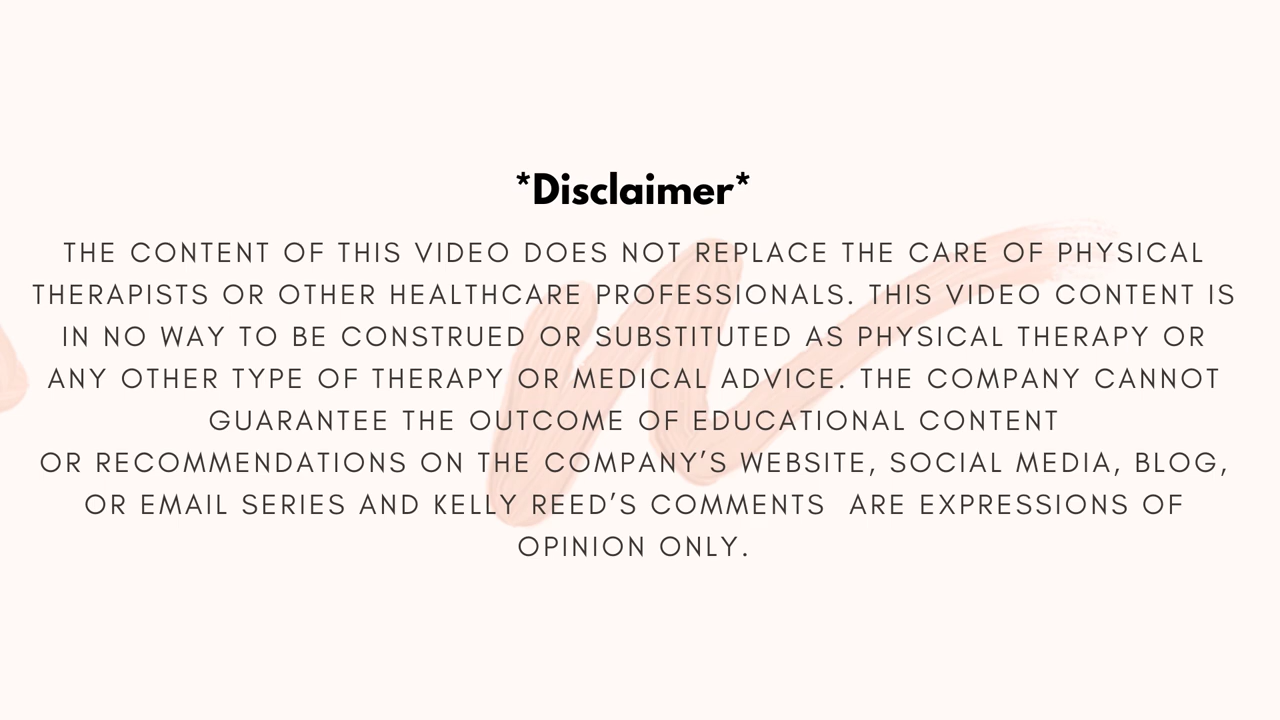 *Disclaimer*
THE CONTENT OF THIS VIDEO DOES NOT REPLACE THE CARE OF PHYSICAL
THERAPISTS OR OTHER HEALTHCARE PROFESSIONALS. THIS VIDEO CONTENT IS
IN NO WAY TO BE CONSTRUED OR SUBSTITUTED AS PHYSICAL THERAPY OR
ANY OTHER TYPE OF THERAPY OR MEDICAL ADVICE. THE COMPANY CANNOT
GUARANTEE THE OUTCOME OF EDUCATIONAL CONTENT
OR RECOMMENDATIONS ON THE COMPANY’S WEBSITE, SOCIAL MEDIA, BLOG,
OR EMAIL SERIES AND KELLY REED’S COMMENTS  ARE EXPRESSIONS OF
OPINION ONLY.